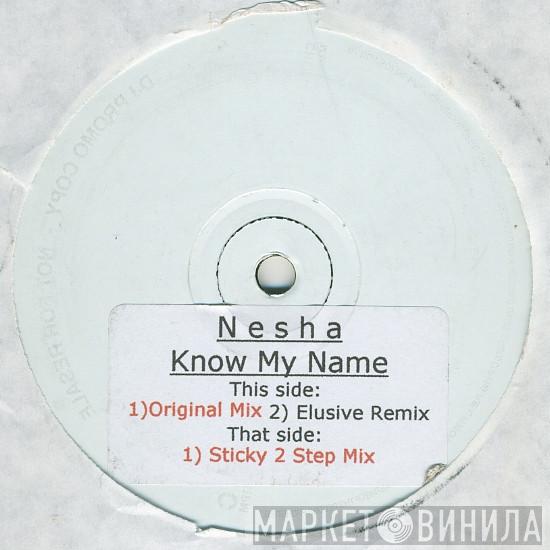 DJ PROMO COPY - NOT FOR RESALE
N e s h a
Know My Name
This side:
1)Original Mix 2) Elusive Remix
That side:
1) Sticky 2 Step Mix
МАРКЕТ ВИНИЛА